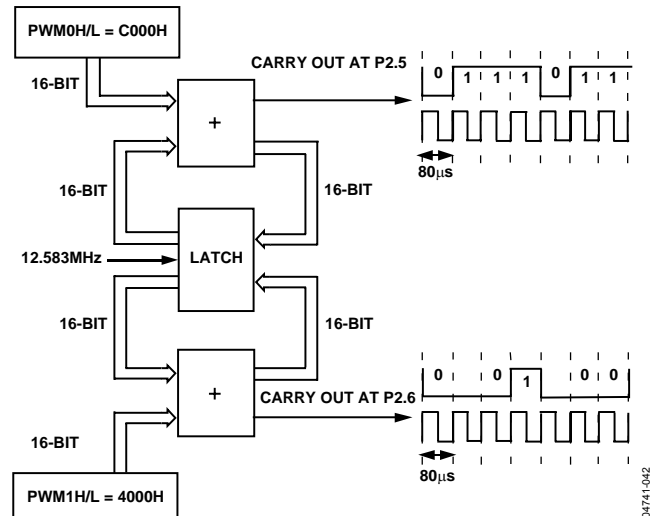 PWM0H/L = C000H
CARRY OUT AT P2.5
0 1 1 1 0 1 1
16-BIT
+
80μs
16-BIT
16-BIT
12.583MHz
LATCH
16-BIT
16-BIT
0 0 1 0 0
+
CARRY OUT AT P2.6
16-BIT
80μs
PWM1H/L = 4000H
04741-042